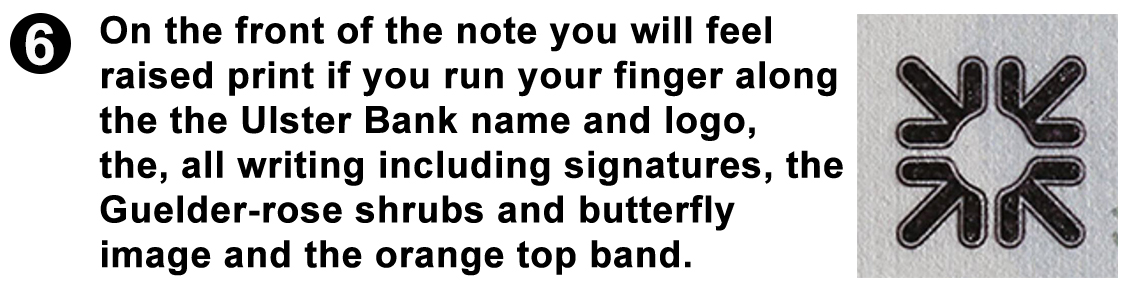 6 On the front of the note you will feel
raised print if you run your finger along
the the Ulster Bank name and logo,
the, all writing including signatures, the
Guelder-rose shrubs and butterfly
image and the orange top band.